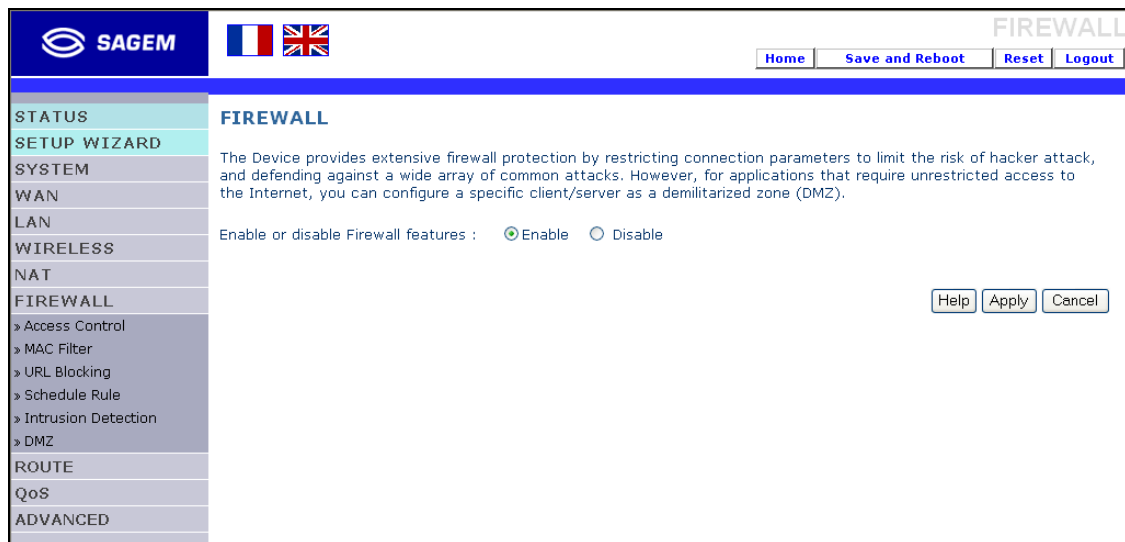 SAGEM
FIREWALL
Home
Save and Reboot
Reset
Logout
STATUS
SETUP WIZARD
SYSTEM
WAN
LAN
WIRELESS
NAT
FIREWALL
» Access Control
» MAC Filter
» URL Blocking
» Schedule Rule
» Intrusion Detection
» DMZ
ROUTE
QoS
ADVANCED
FIREWALL
The Device provides extensive firewall protection by restricting connection parameters to limit the risk of hacker attack,
and defending against a wide array of common attacks. However, for applications that require unrestricted access to
the Internet, you can configure a specific client/server as a demilitarized zone (DMZ).
Enable or disable Firewall features : Enable Disable
Help Apply Cancel